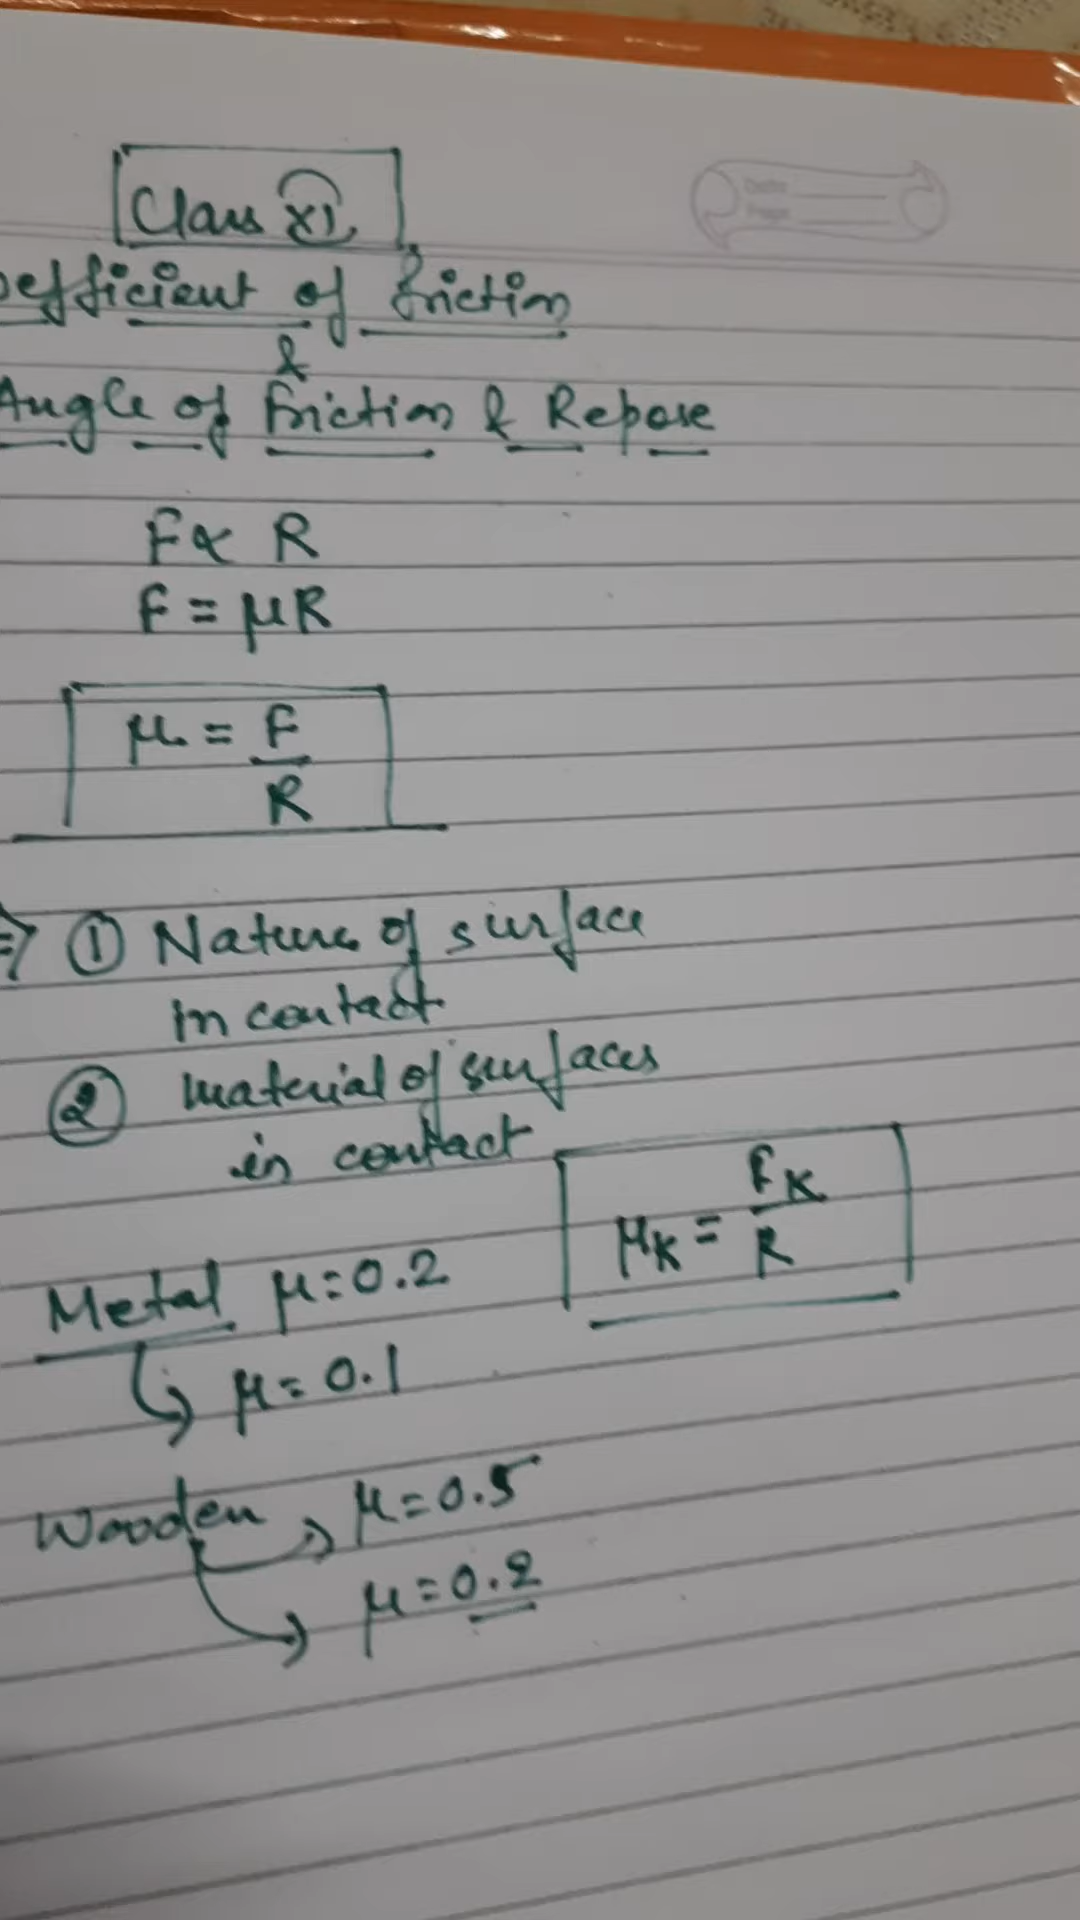 Class XI
oefficient of friction
&
Angle of Friction & Repose
F ∝ R
F = μR
μ = F/R
⇒ ① Nature of surface
in contact
② material of surfaces
in contact
μK = FK/R
Metal μ = 0.2
μ = 0.1
Wooden → μ = 0.5
→ μ = 0.2